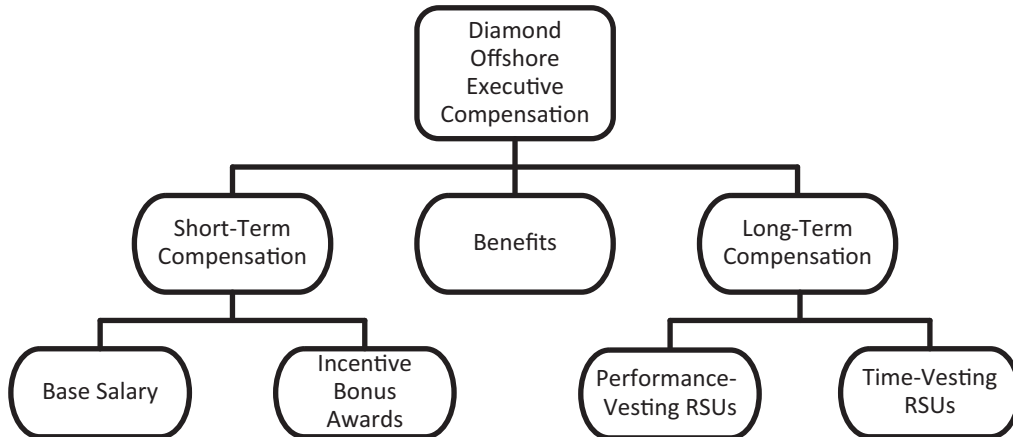 Diamond
Offshore
Executive
Compensation
Short-Term
Compensation
Benefits
Long-Term
Compensation
Base Salary
Incentive
Bonus
Awards
Performance-
Vesting RSUs
Time-Vesting
RSUs